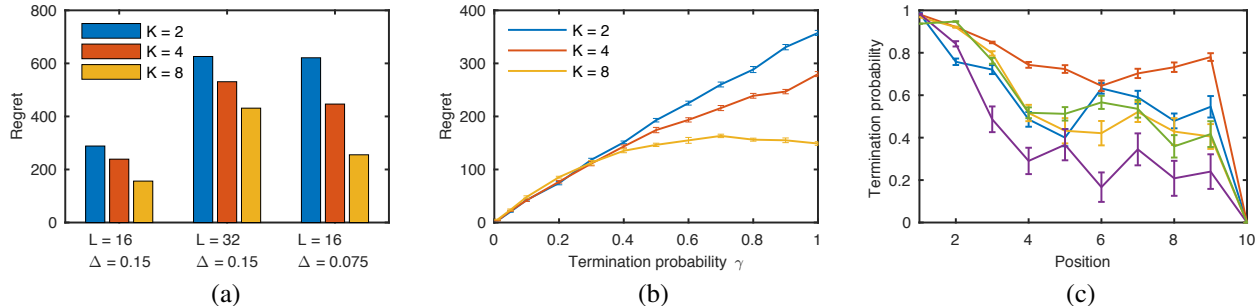 800
600
400
200
0
Regret
K = 2
K = 4
K = 8
L = 16
Δ = 0.15
L = 32
Δ = 0.15
L = 16
Δ = 0.075
(a)
400
300
200
100
0
Regret
K = 2
K = 4
K = 8
0 0.2 0.4 0.6 0.8 1
Termination probability γ
(b)
1
0.8
0.6
0.4
0.2
0
Termination probability
2 4 6 8 10
Position
(c)